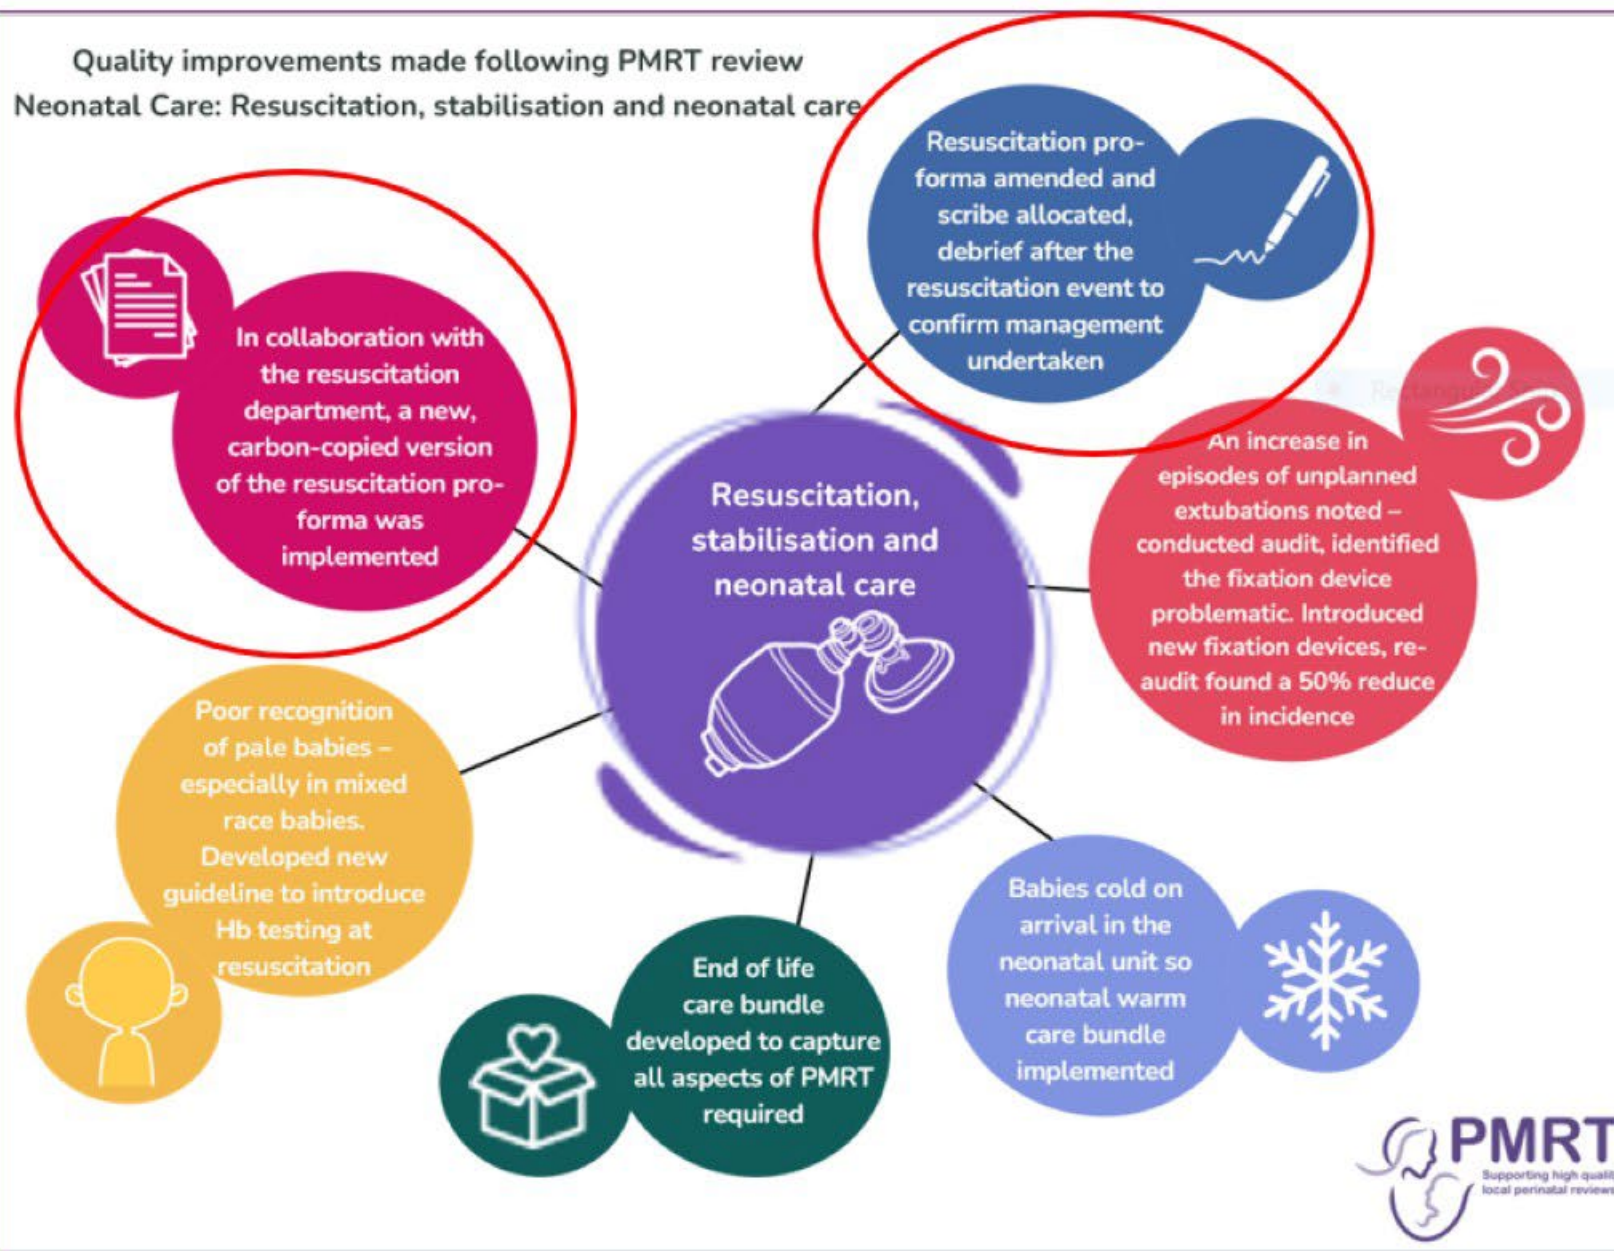 Quality improvements made following PMRT review
Neonatal Care: Resuscitation, stabilisation and neonatal care
Resuscitation pro-
forma amended and
scribe allocated,
debrief after the
resuscitation event to
confirm management
undertaken
In collaboration with
the resuscitation
department, a new,
carbon-copied version
of the resuscitation pro-
forma was
implemented
An increase in
episodes of unplanned
extubations noted –
conducted audit, identified
the fixation device
problematic. Introduced
new fixation devices, re-
audit found a 50% reduce
in incidence
Resuscitation,
stabilisation and
neonatal care
Poor recognition
of pale babies –
especially in mixed
race babies.
Developed new
guideline to introduce
Hb testing at
resuscitation
Babies cold on
arrival in the
neonatal unit so
neonatal warm
care bundle
implemented
End of life
care bundle
developed to capture
all aspects of PMRT
required
PMRT
Supporting high qualit
local perinatal reviews